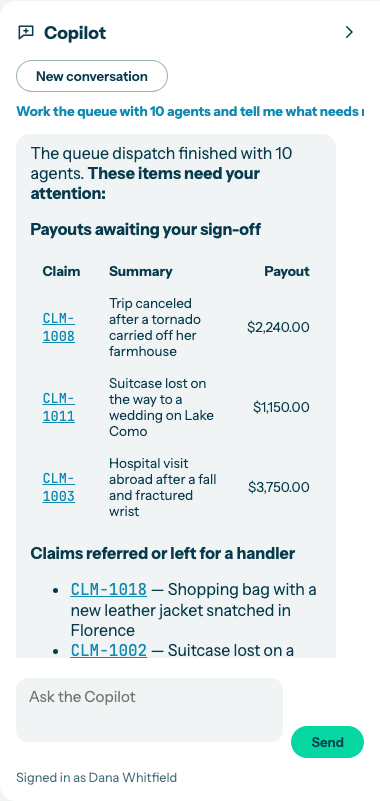 Copilot
New conversation
Work the queue with 10 agents and tell me what needs
The queue dispatch finished with 10
agents. These items need your
attention:
Payouts awaiting your sign-off
Claim Summary Payout
Trip canceled
after a tornado
carried off her
farmhouse
CLM-
1008
$2,240.00
Suitcase lost on
the way to a
wedding on Lake
Como
CLM-
1011
$1,150.00
Hospital visit
abroad after a fall
and fractured
wrist
CLM-
1003
$3,750.00
Claims referred or left for a handler
• CLM-1018 — Shopping bag with a
new leather jacket snatched in
Florence
• CLM-1002 — Suitcase lost on a
Ask the Copilot
Send
Signed in as Dana Whitfield